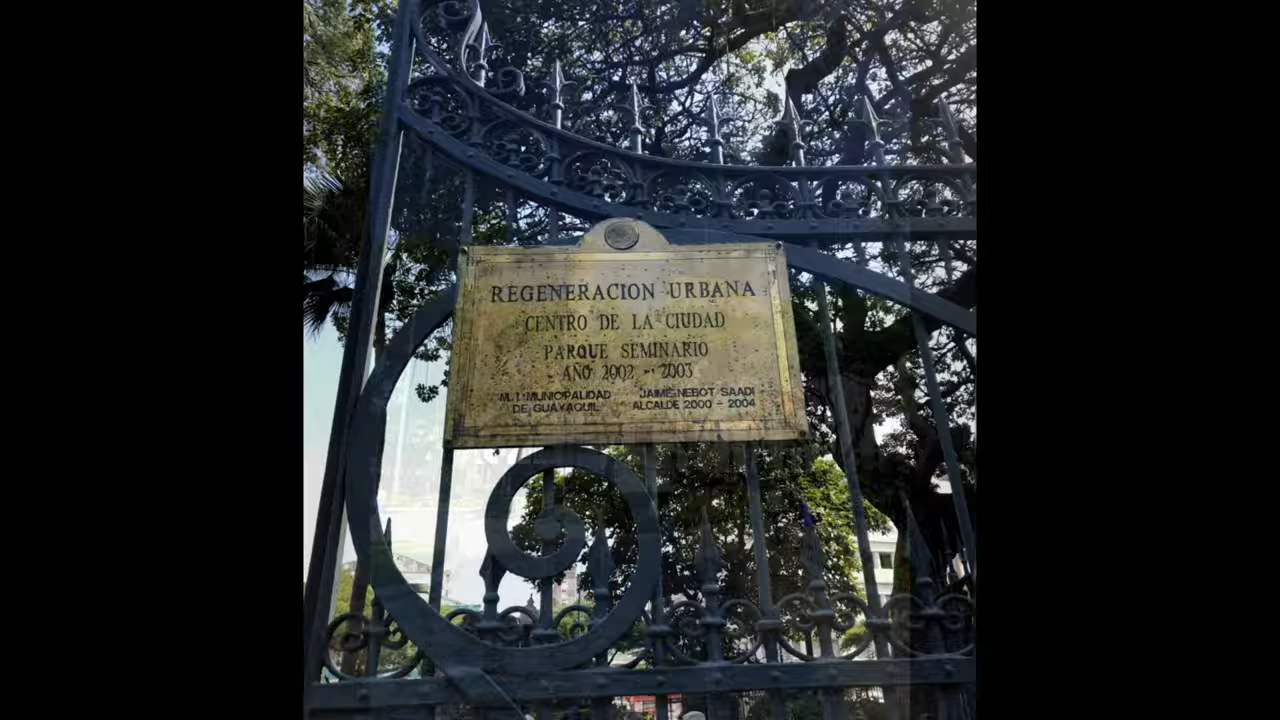 REGENERACION URBANA
CENTRO DE LA CIUDAD
PARQUE SEMINARIO
AÑO 2002 - 2003
M. I. MUNICIPALIDAD DE GUAYAQUIL
JAIME NEBOT SAADI
ALCALDE 2000 - 2004